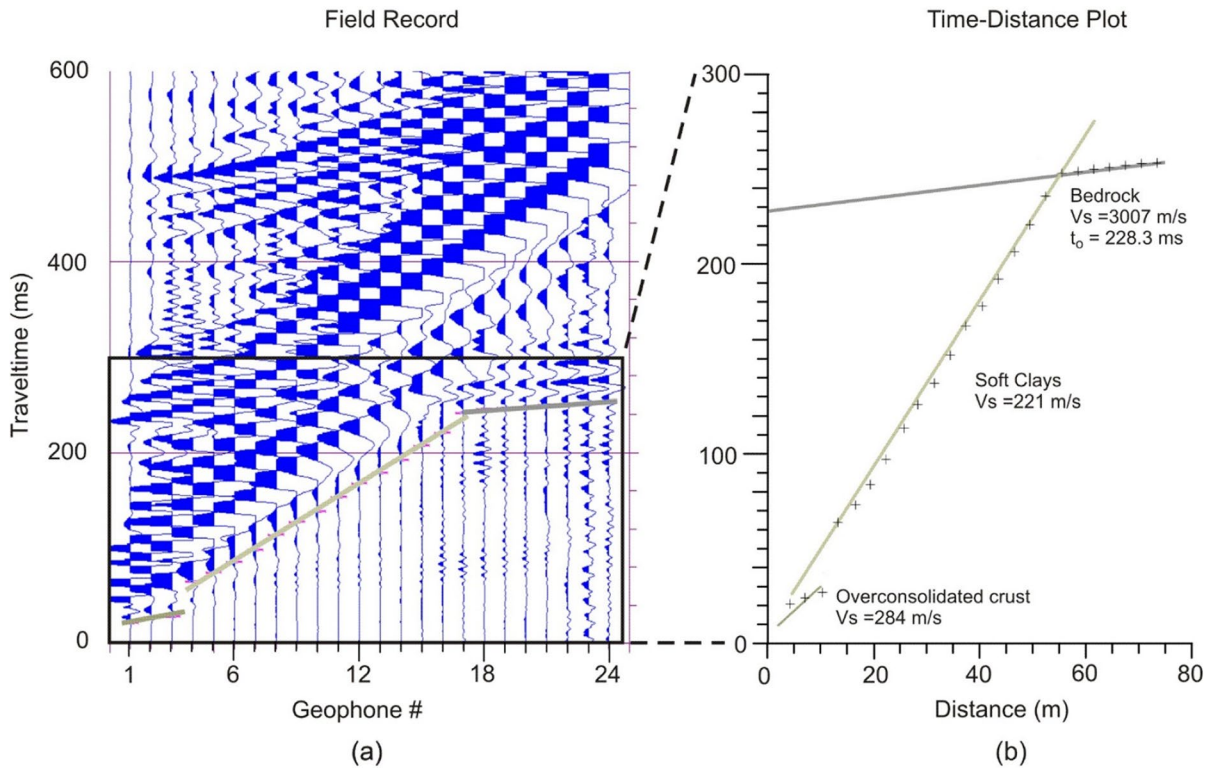 Field Record
Time-Distance Plot
600
400
200
0
Traveltime (ms)
1 6 12 18 24
Geophone #
(a)
300
200
100
0
0 20 40 60 80
Distance (m)
(b)
Bedrock
Vs =3007 m/s
to = 228.3 ms
Soft Clays
Vs =221 m/s
Overconsolidated crust
Vs =284 m/s